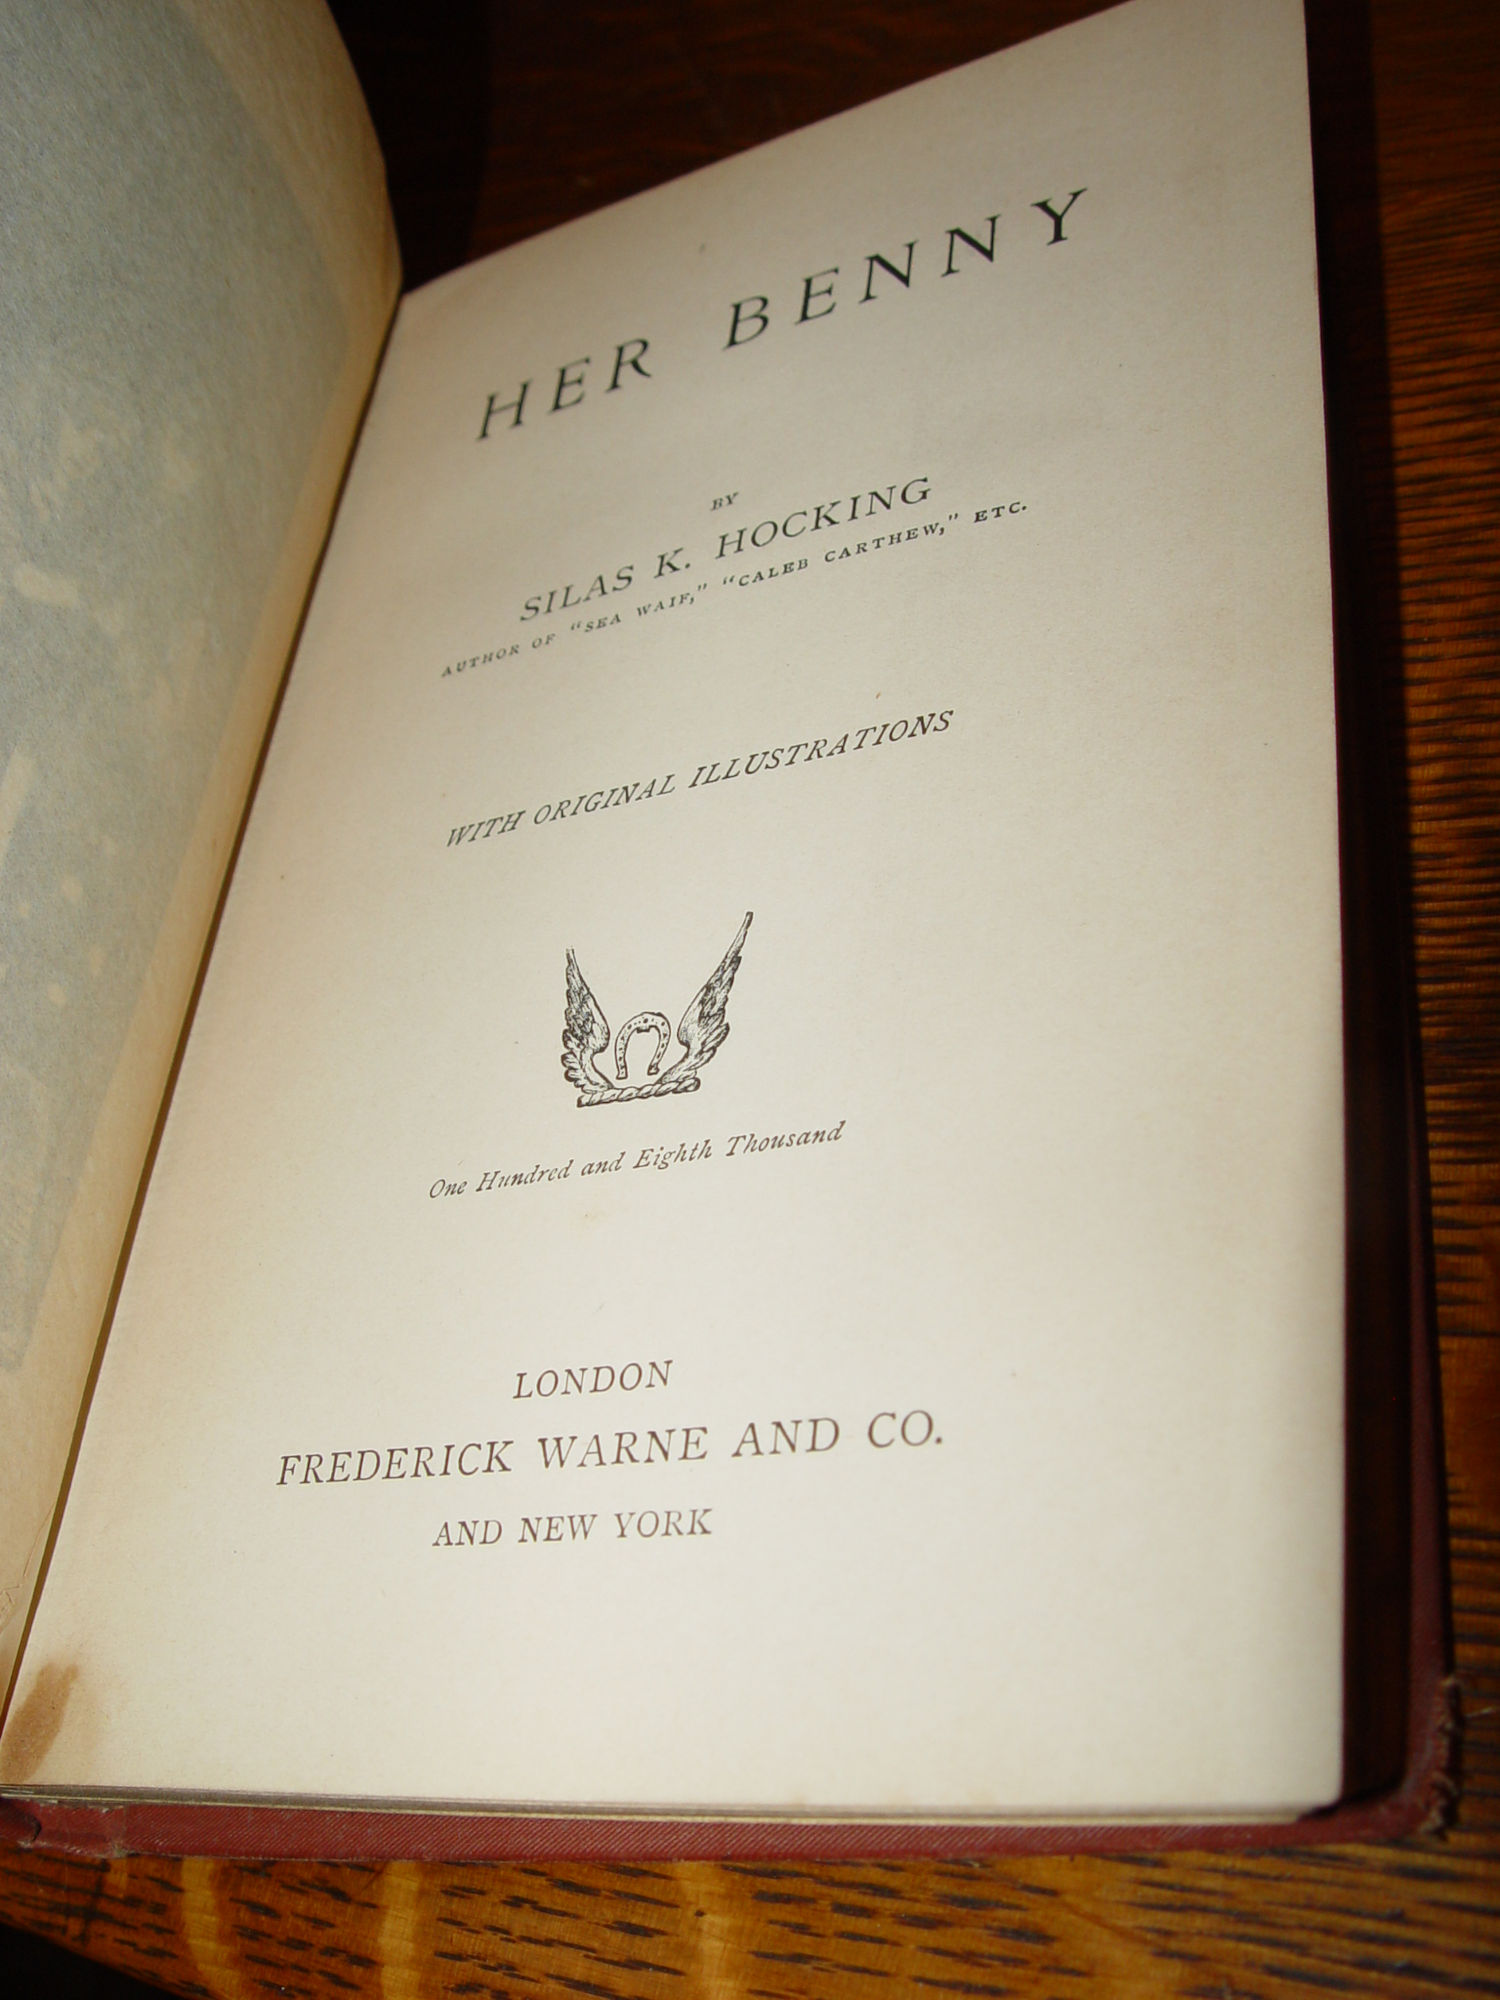 HER BENNY
BY
SILAS K. HOCKING
AUTHOR OF "SEA WAIF," "CALEB CARTHEW," ETC.
WITH ORIGINAL ILLUSTRATIONS
One Hundred and Eighth Thousand
LONDON
FREDERICK WARNE AND CO.
AND NEW YORK